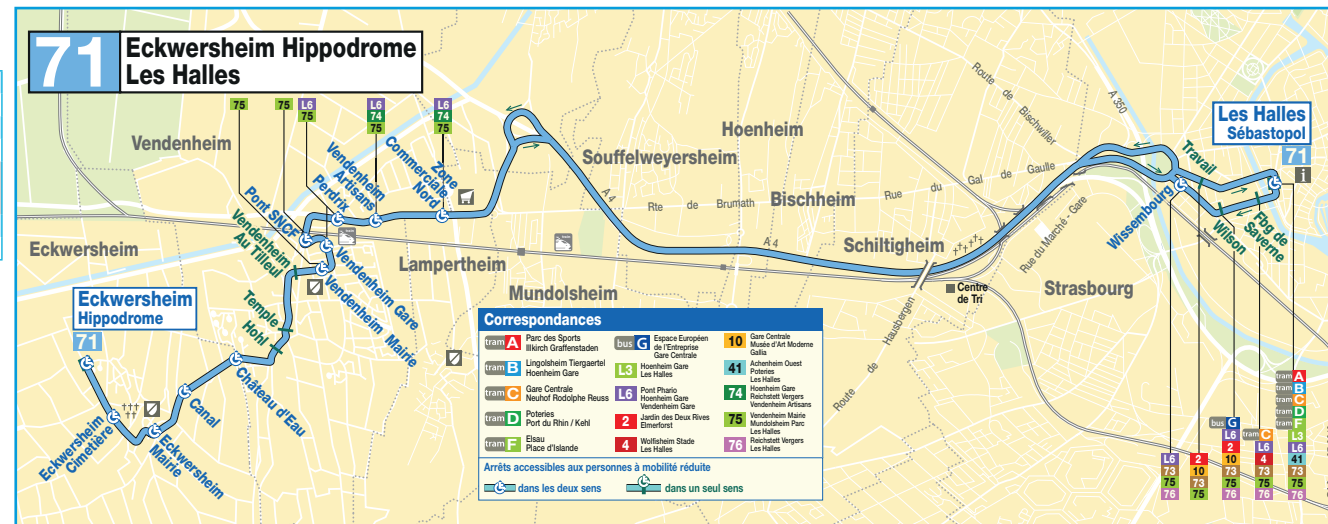 71
Eckwersheim Hippodrome
Les Halles
75
75
L6
75
L6
74
75
L6
74
75
Vendenheim
Eckwersheim
Lampertheim
Mundolsheim
Souffelweyersheim
Hoenheim
Bischheim
Schiltigheim
Strasbourg
A 4
A 4
A 350
Rte de Brumath
Rue du Gal de Gaulle
Route de Bischwiller
Rue du Marché - Gare
Route de Hausbergen
Centre
de Tri
Eckwersheim
Hippodrome
71
Eckwersheim
Cimetière
Eckwersheim
Mairie
Canal
Château d'Eau
Hohl
Temple
Vendenheim
Au Tilleul
Vendenheim Mairie
Vendenheim Gare
Pont SNCF
Perdrix
Vendenheim
Artisans
Zone
Commerciale
Nord
Wissembourg
Travail
Wilson
Fbg de
Saverne
Les Halles
Sébastopol
71
i
Correspondances
tram A Parc des Sports
Illkirch Graffenstaden
tram B Lingolsheim Tiergaertel
Hoenheim Gare
tram C Gare Centrale
Neuhof Rodolphe Reuss
tram D Poteries
Port du Rhin / Kehl
tram F Elsau
Place d'Islande
bus G Espace Européen
de l'Entreprise
Gare Centrale
L3 Hoenheim Gare
Les Halles
L6 Pont Phario
Hoenheim Gare
Vendenheim Gare
2 Jardin des Deux Rives
Elmerforst
4 Wolfisheim Stade
Les Halles
10 Gare Centrale
Musée d'Art Moderne
Gallia
41 Achenheim Ouest
Poteries
Les Halles
74 Hoenheim Gare
Reichstett Vergers
Vendenheim Artisans
75 Vendenheim Mairie
Mundolsheim Parc
Les Halles
76 Reichstett Vergers
Les Halles
Arrêts accessibles aux personnes à mobilité réduite
dans les deux sens
dans un seul sens
L6
73
75
76
2
10
73
75
bus G
L6
2
10
73
75
76
tram C
L6
4
73
75
76
tram A
tram B
tram C
tram D
tram F
L3
L6
41
73
75
76